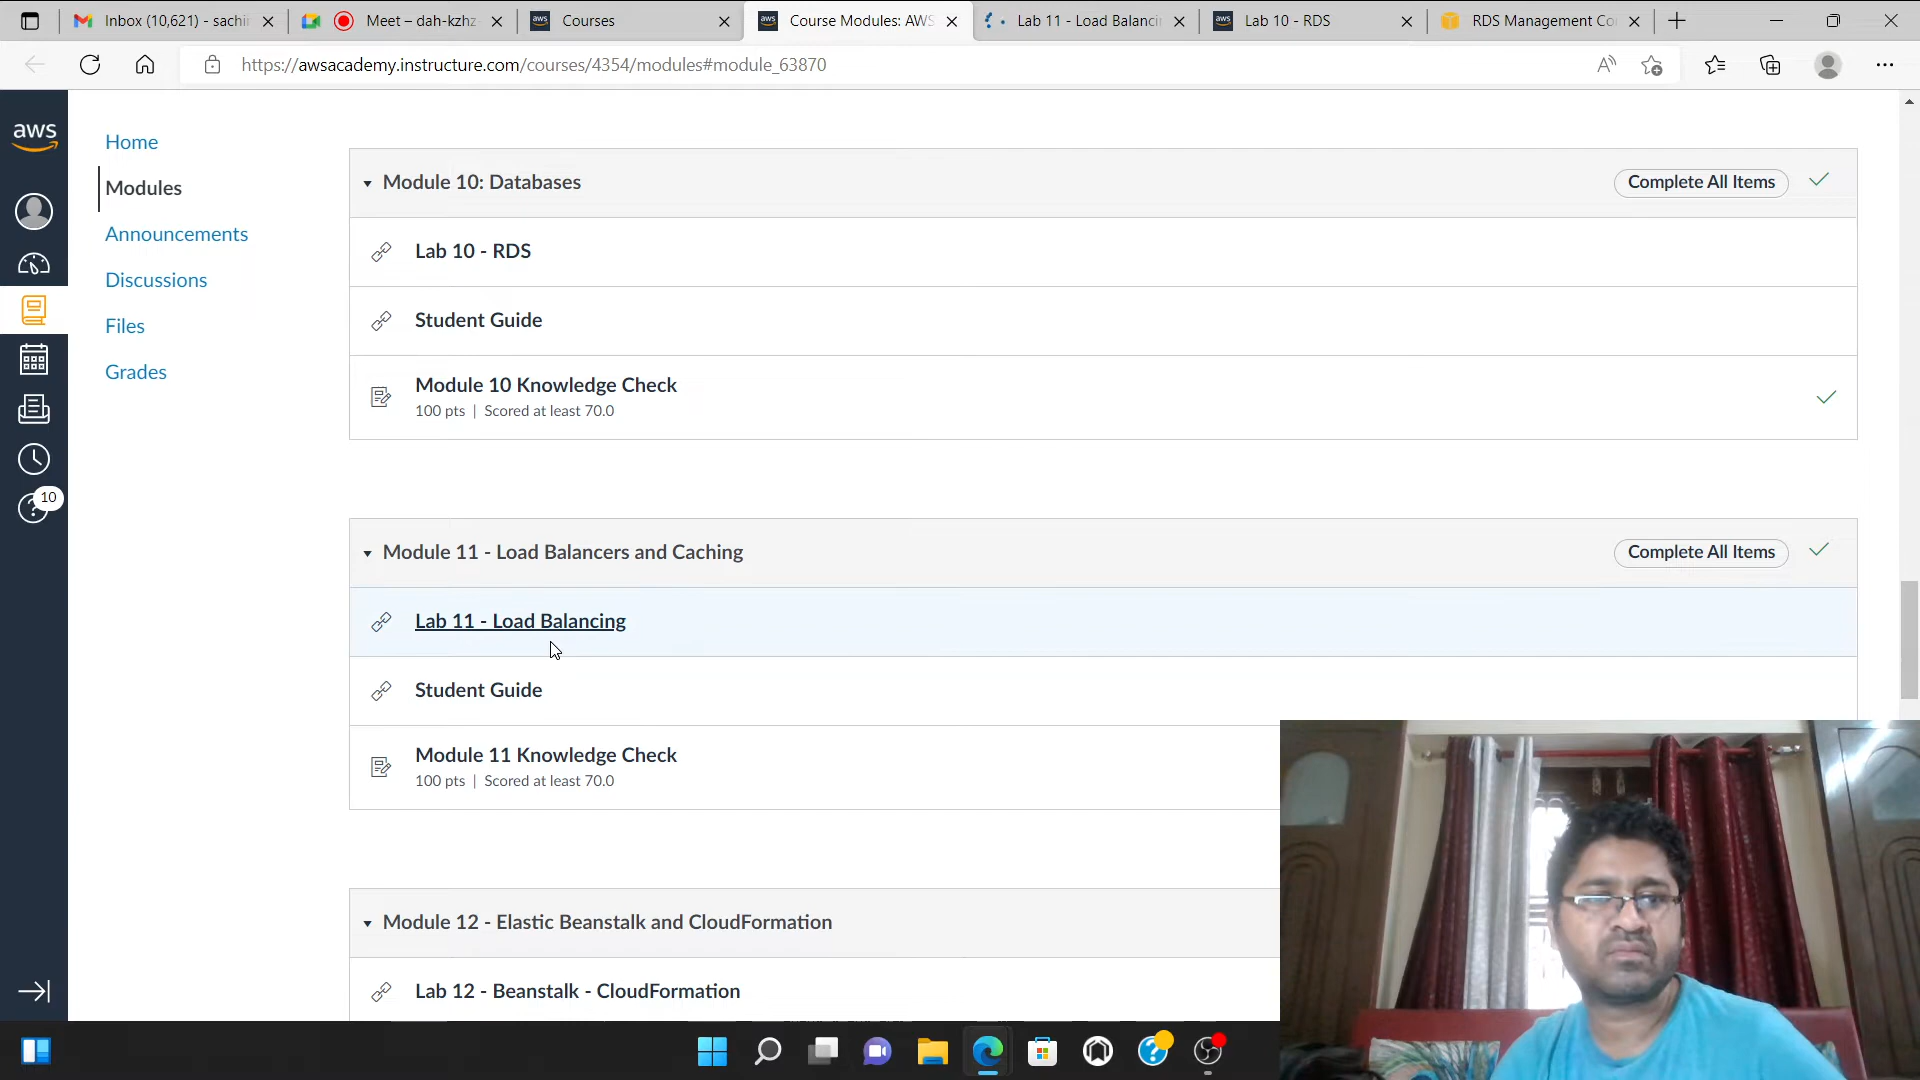 Inbox (10,621) - sachi
Meet – dah-kzhz
Courses
Course Modules: AWS
Lab 11 - Load Balanci
Lab 10 - RDS
RDS Management Co
https://awsacademy.instructure.com/courses/4354/modules#module_63870
aws
Home
Modules
Announcements
Discussions
Files
Grades
10
Module 10: Databases
Complete All Items
Lab 10 - RDS
Student Guide
Module 10 Knowledge Check
100 pts | Scored at least 70.0
Module 11 - Load Balancers and Caching
Complete All Items
Lab 11 - Load Balancing
Student Guide
Module 11 Knowledge Check
100 pts | Scored at least 70.0
Module 12 - Elastic Beanstalk and CloudFormation
Lab 12 - Beanstalk - CloudFormation